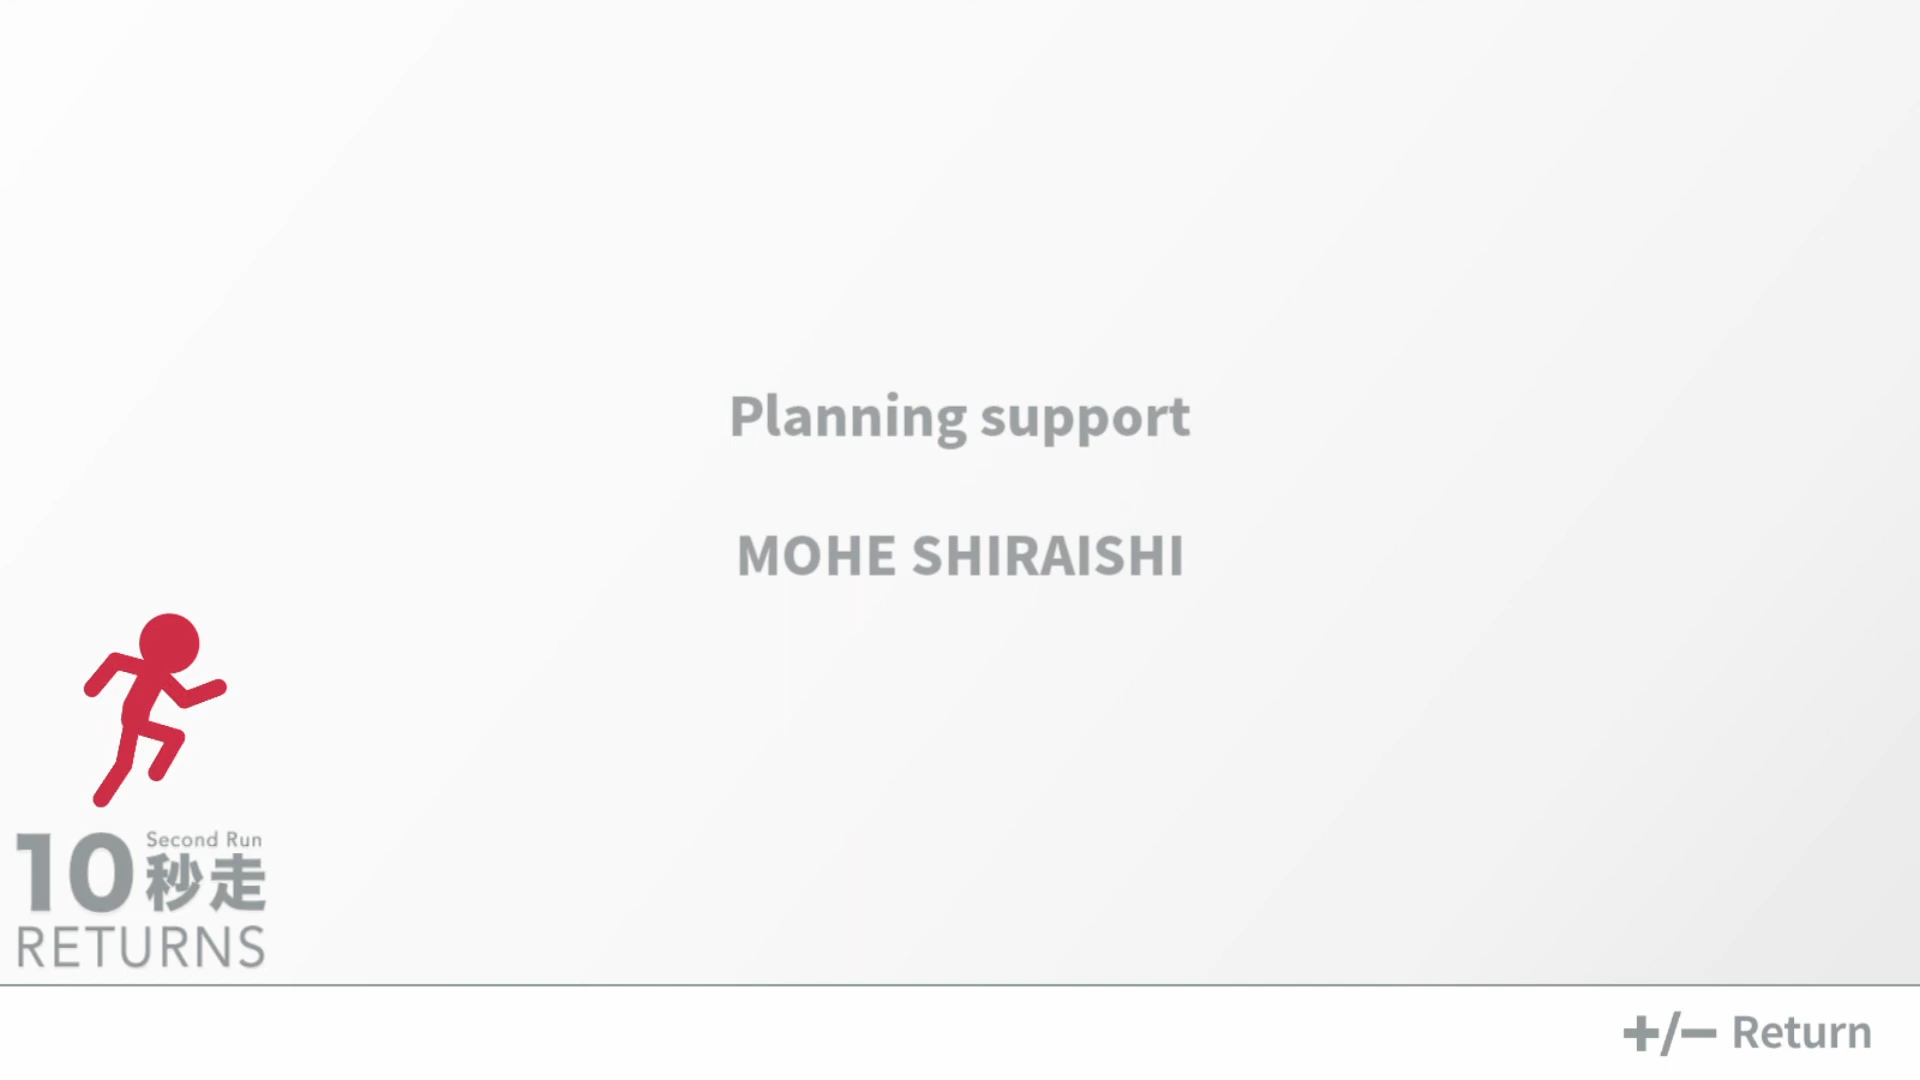 Planning support
MOHE SHIRAISHI
10秒走 Second Run
RETURNS
+/− Return